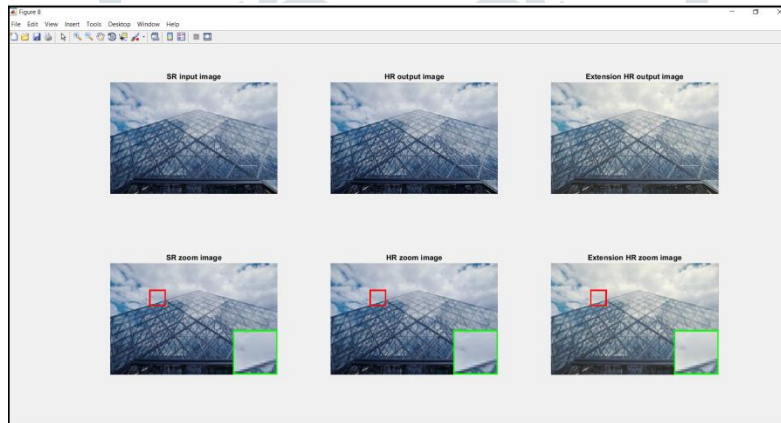 Figure 8
File Edit View Insert Tools Desktop Window Help
SR input image
HR output image
Extension HR output image
SR zoom image
HR zoom image
Extension HR zoom image